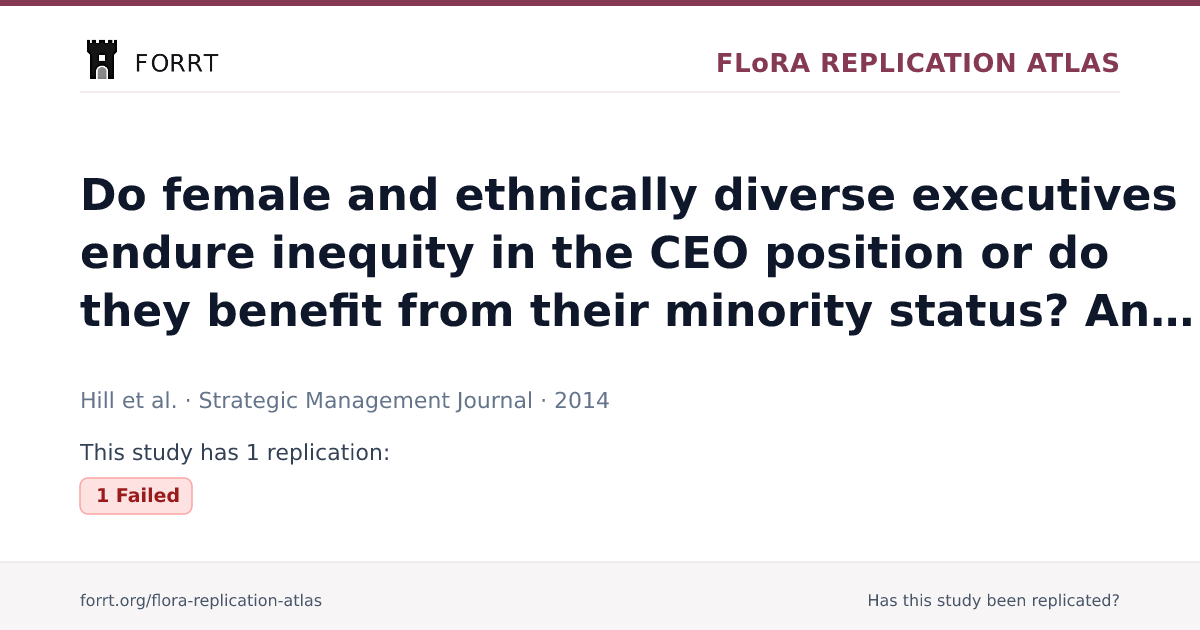 FORRT
FLoRA REPLICATION ATLAS
Do female and ethnically diverse executives
endure inequity in the CEO position or do
they benefit from their minority status? An…
Hill et al. · Strategic Management Journal · 2014
This study has 1 replication:
1 Failed
forrt.org/flora-replication-atlas
Has this study been replicated?